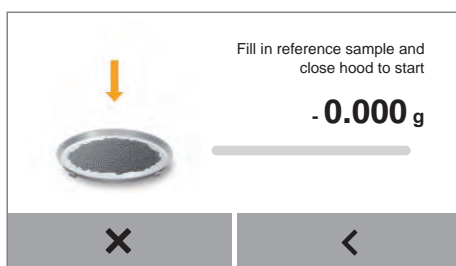 Fill in reference sample and
close hood to start
- 0.000 g